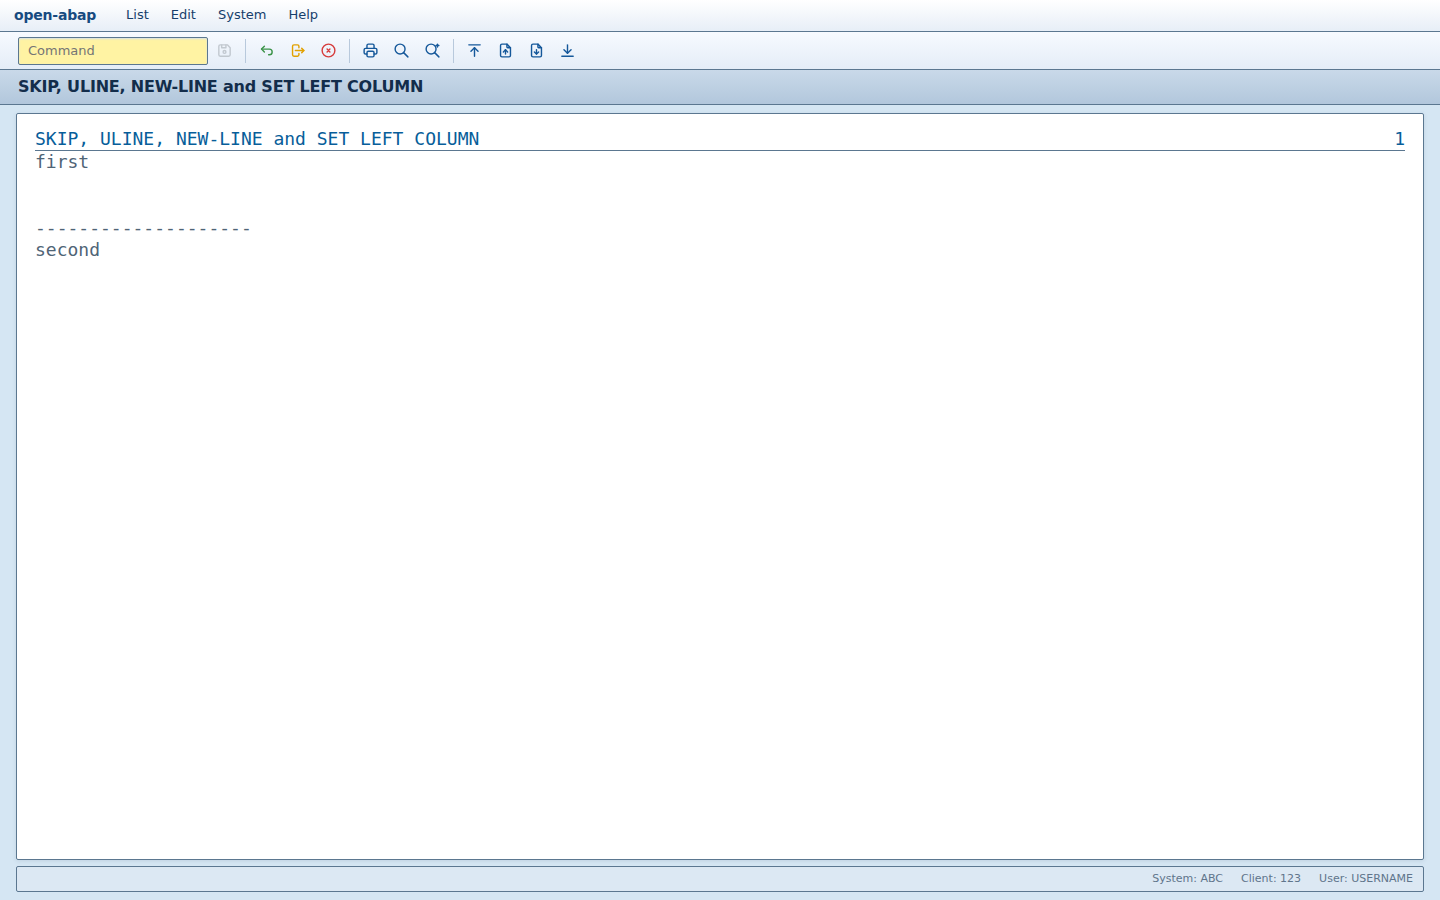 open-abap List Edit System Help
Command
SKIP, ULINE, NEW-LINE and SET LEFT COLUMN
SKIP, ULINE, NEW-LINE and SET LEFT COLUMN 1
first
--------------------
second
System: ABC Client: 123 User: USERNAME